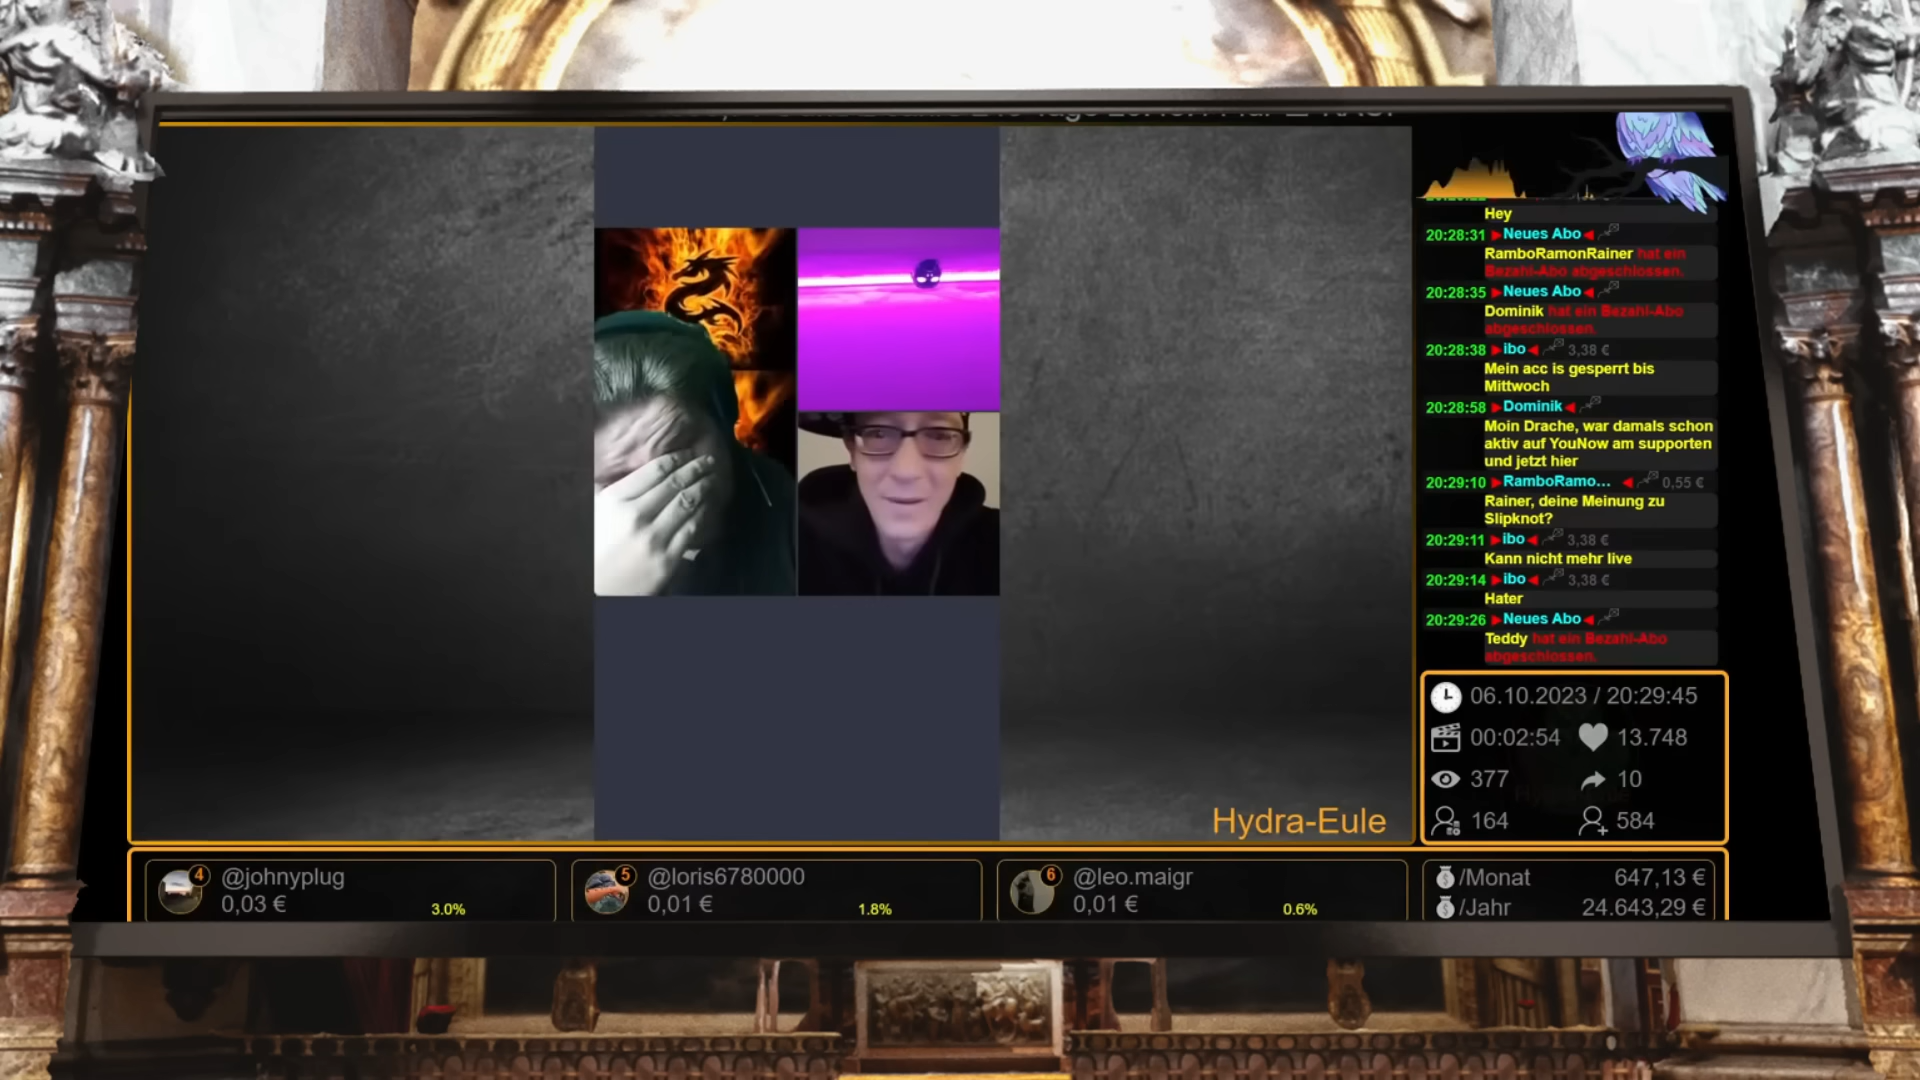 Hey
20:28:31 Neues Abo
RamboRamonRainer hat ein
Bezahl-Abo abgeschlossen.
20:28:35 Neues Abo
Dominik hat ein Bezahl-Abo
abgeschlossen.
20:28:38 ibo 3,38 €
Mein acc is gesperrt bis
Mittwoch
20:28:58 Dominik
Moin Drache, war damals schon
aktiv auf YouNow am supporten
und jetzt hier
20:29:10 RamboRamo... 0,55 €
Rainer, deine Meinung zu
Slipknot?
20:29:11 ibo 3,38 €
Kann nicht mehr live
20:29:14 ibo 3,38 €
Hater
20:29:26 Neues Abo
Teddy hat ein Bezahl-Abo
abgeschlossen.
06.10.2023 / 20:29:45
00:02:54 13.748
377 10
164 584
Hydra-Eule
4 @johnyplug
0,03 € 3.0%
5 @loris6780000
0,01 € 1.8%
6 @leo.maigr
0,01 € 0.6%
/Monat 647,13 €
/Jahr 24.643,29 €